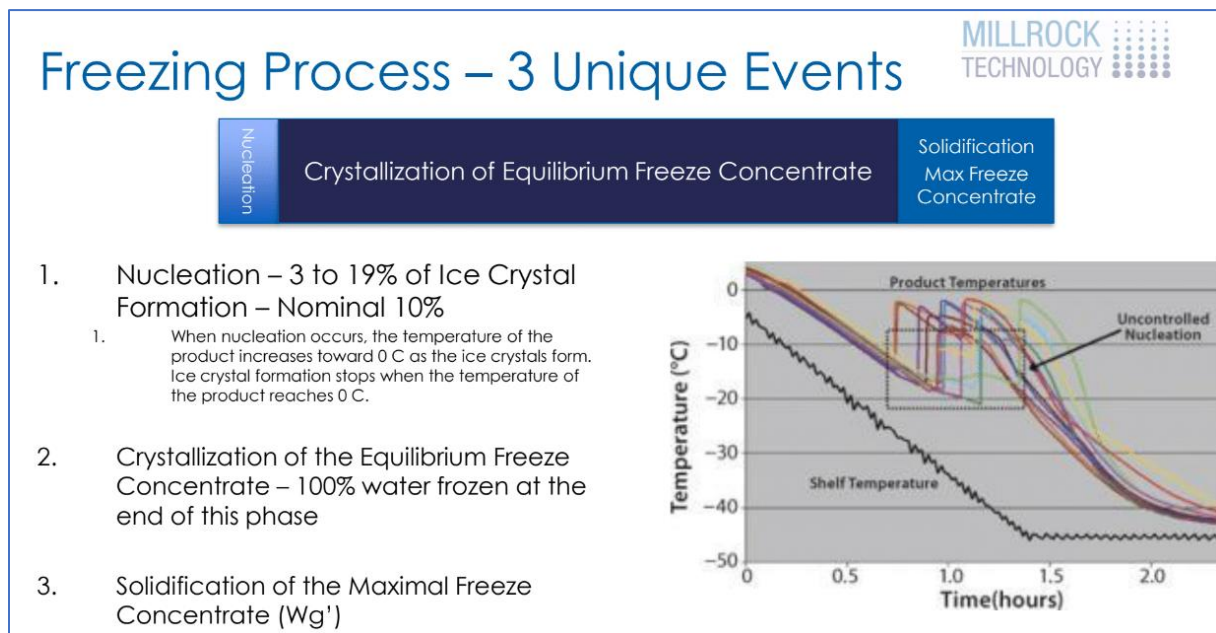 MILLROCK
TECHNOLOGY
Freezing Process – 3 Unique Events
Nucleation
Crystallization of Equilibrium Freeze Concentrate
Solidification
Max Freeze
Concentrate
1. Nucleation – 3 to 19% of Ice Crystal
Formation – Nominal 10%
1. When nucleation occurs, the temperature of the
product increases toward 0 C as the ice crystals form.
Ice crystal formation stops when the temperature of
the product reaches 0 C.
2. Crystallization of the Equilibrium Freeze
Concentrate – 100% water frozen at the
end of this phase
3. Solidification of the Maximal Freeze
Concentrate (Wg')
Product Temperatures
Uncontrolled
Nucleation
Shelf Temperature
Temperature (°C)
0
−10
−20
−30
−40
−50
0 0.5 1.0 1.5 2.0
Time(hours)